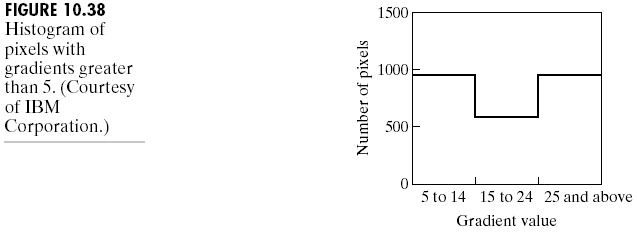 FIGURE 10.38
Histogram of
pixels with
gradients greater
than 5. (Courtesy
of IBM
Corporation.)
Number of pixels
1500
1000
500
0
5 to 14 15 to 24 25 and above
Gradient value